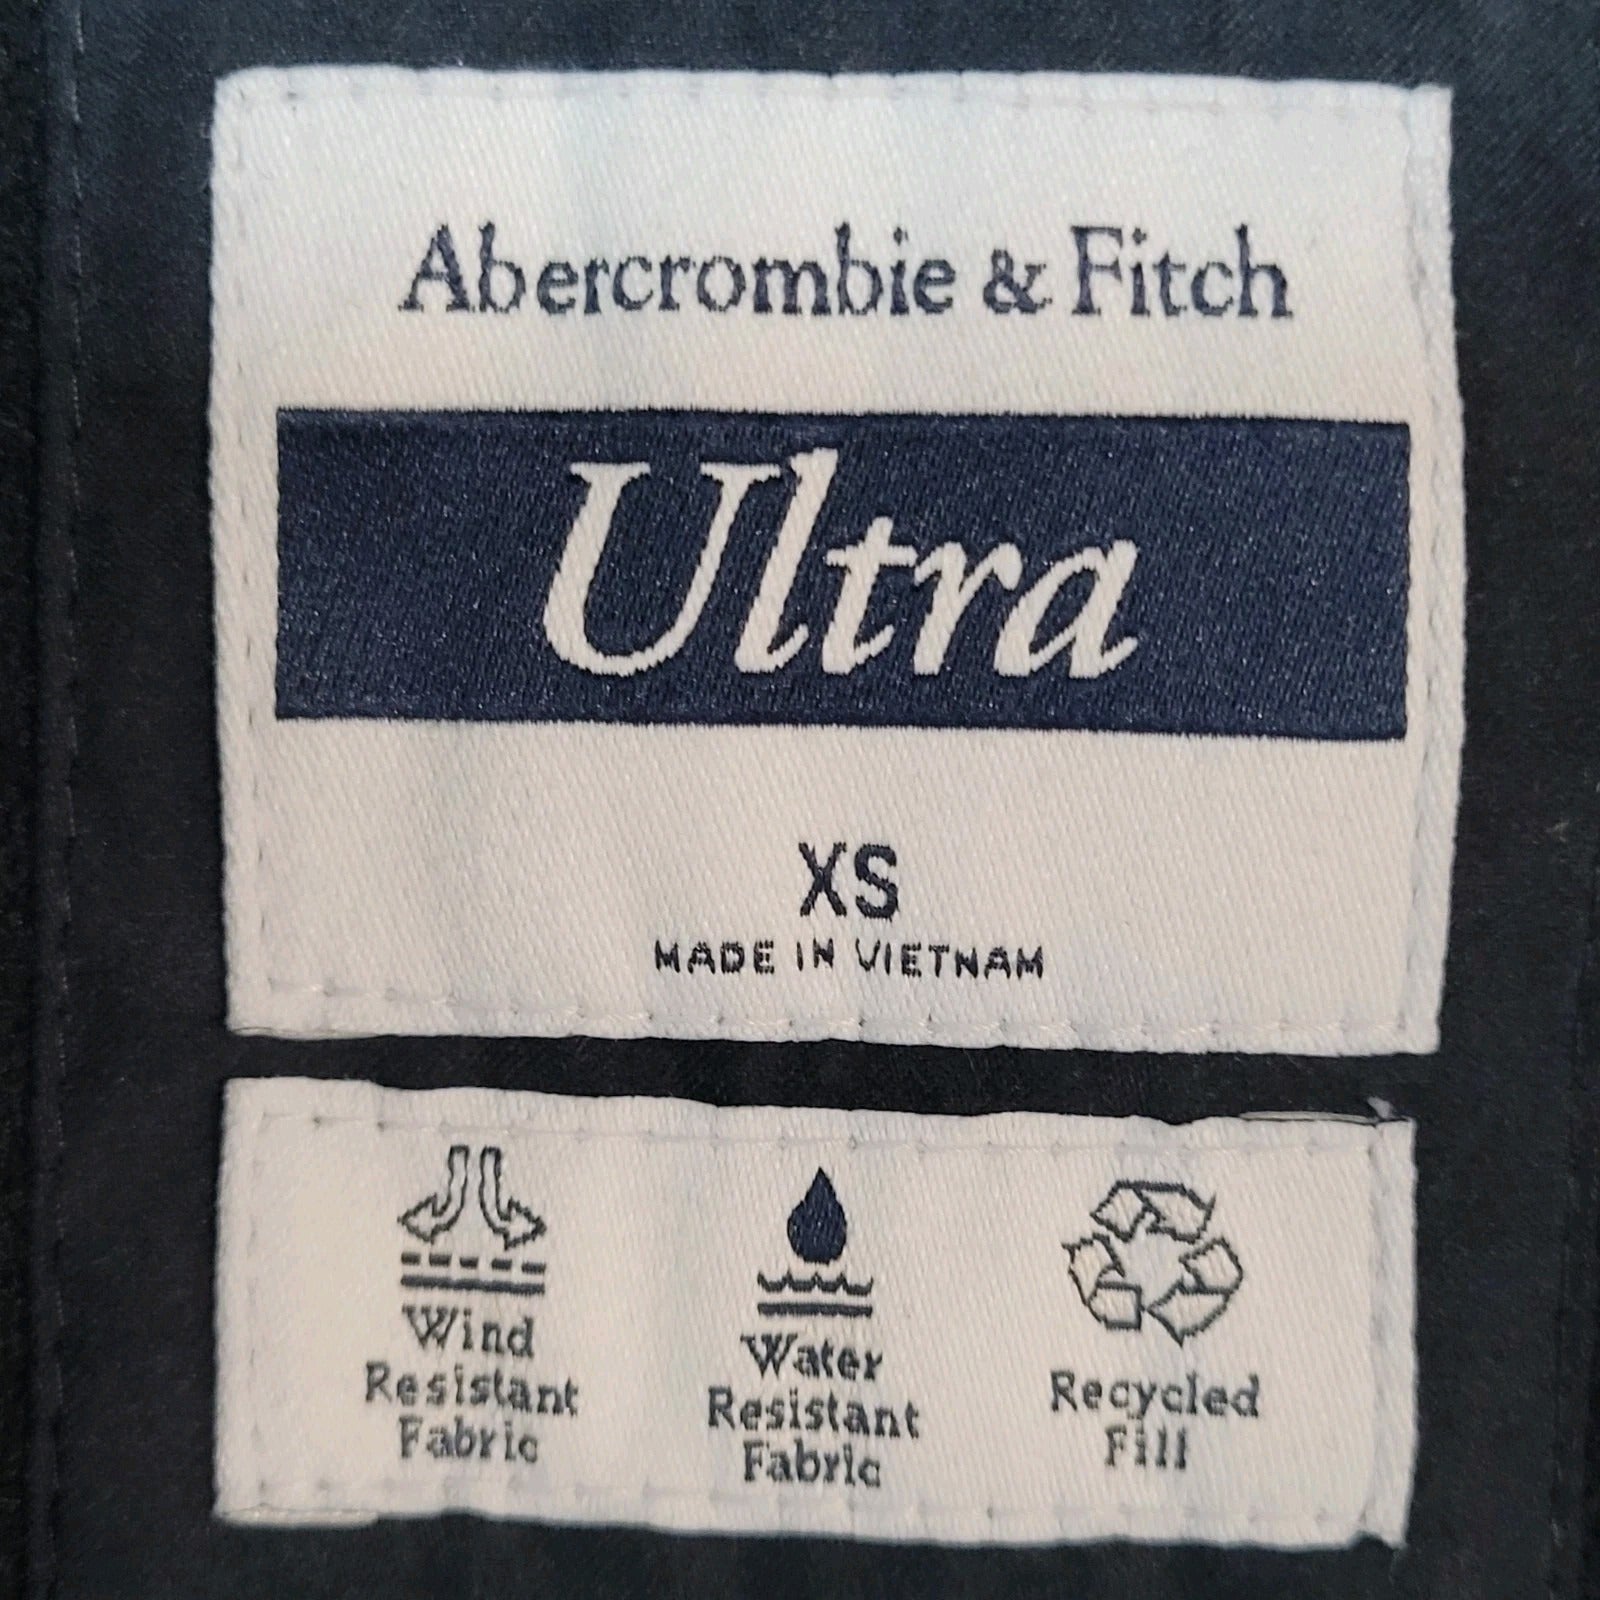 Abercrombie & Fitch
Ultra
XS
MADE IN VIETNAM
Wind
Resistant
Fabric
Water
Resistant
Fabric
Recycled
Fill